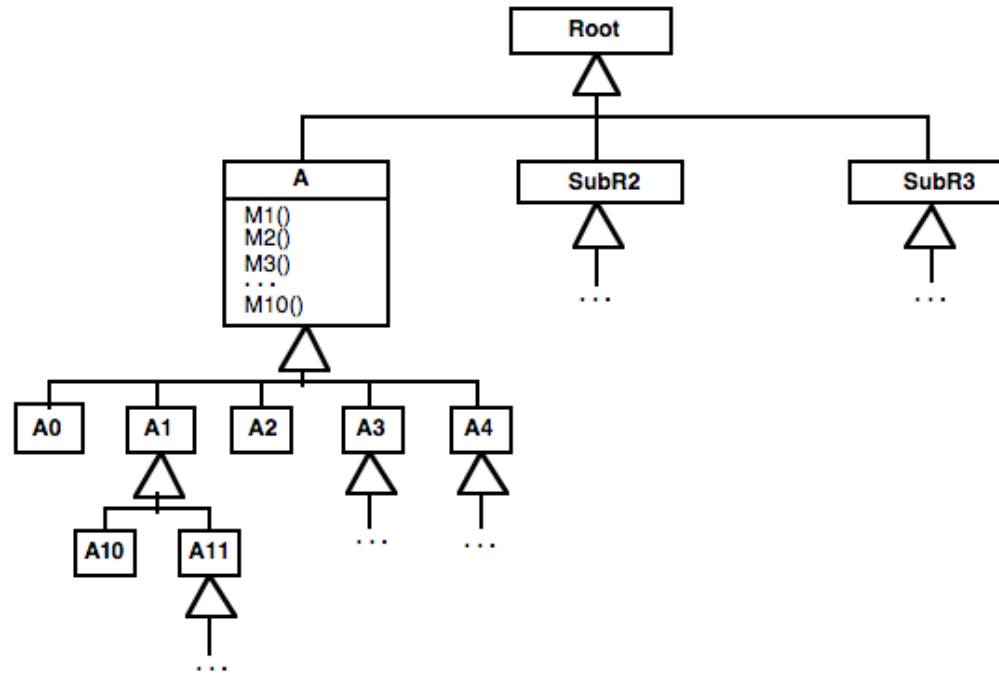 Root
A
SubR2
SubR3
M1()
M2()
M3()
...
M10()
...
...
A0
A1
A2
A3
A4
A10
A11
...
...
...